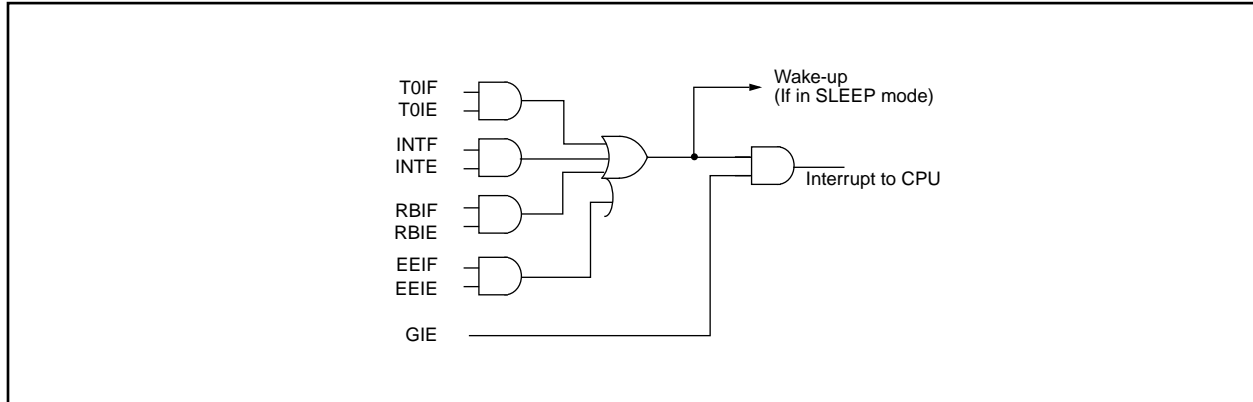 T0IF
T0IE
INTF
INTE
RBIF
RBIE
EEIF
EEIE
GIE
Wake-up
(If in SLEEP mode)
Interrupt to CPU